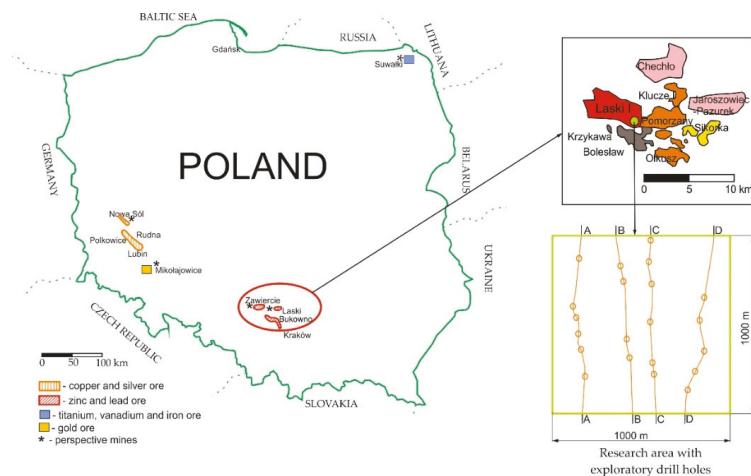 BALTIC SEA
RUSSIA
LITHUANIA
Gdańsk
Suwałki
GERMANY
POLAND
BELARUS
UKRAINE
Nowa Sól
*
Rudna
Polkowice
Lubin
*
Mikołajowice
Zawiercie
*
*
Laski
Bukowno
Kraków
CZECH REPUBLIC
SLOVAKIA
0 50 100 km
- copper and silver ore
- zinc and lead ore
- titanium, vanadium and iron ore
- gold ore
* - perspective mines
Chechło
Klucze I
Jaroszowiec
-Pazurek
Laski I
Pomorzany
Sikorka
Krzykawa
Bolesław
Olkusz
0 5 10 km
A B C D
1000 m
A B C D
1000 m
Research area with
exploratory drill holes